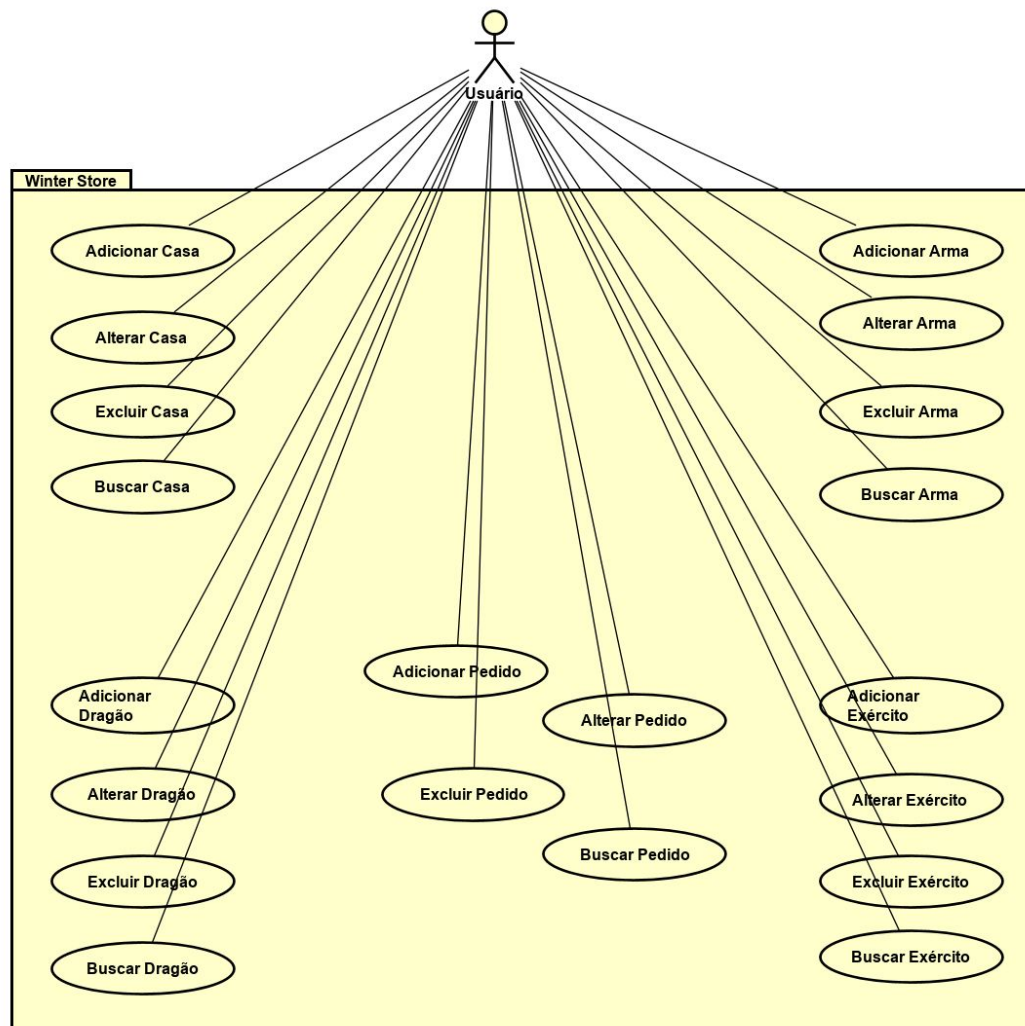 Usuário
Winter Store
Adicionar Casa
Alterar Casa
Excluir Casa
Buscar Casa
Adicionar Arma
Alterar Arma
Excluir Arma
Buscar Arma
Adicionar
Dragão
Alterar Dragão
Excluir Dragão
Buscar Dragão
Adicionar Pedido
Alterar Pedido
Excluir Pedido
Buscar Pedido
Adicionar
Exército
Alterar Exército
Excluir Exército
Buscar Exército